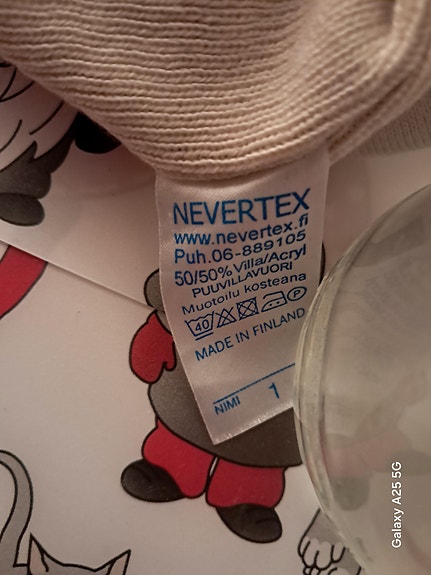 NEVERTEX
www.nevertex.fi
Puh.06-889105
50/50% Villa/Acryl
PUUVILLAVUORI
Muotoilu kosteana
40 P
MADE IN FINLAND
NIMI 1
Galaxy A25 5G